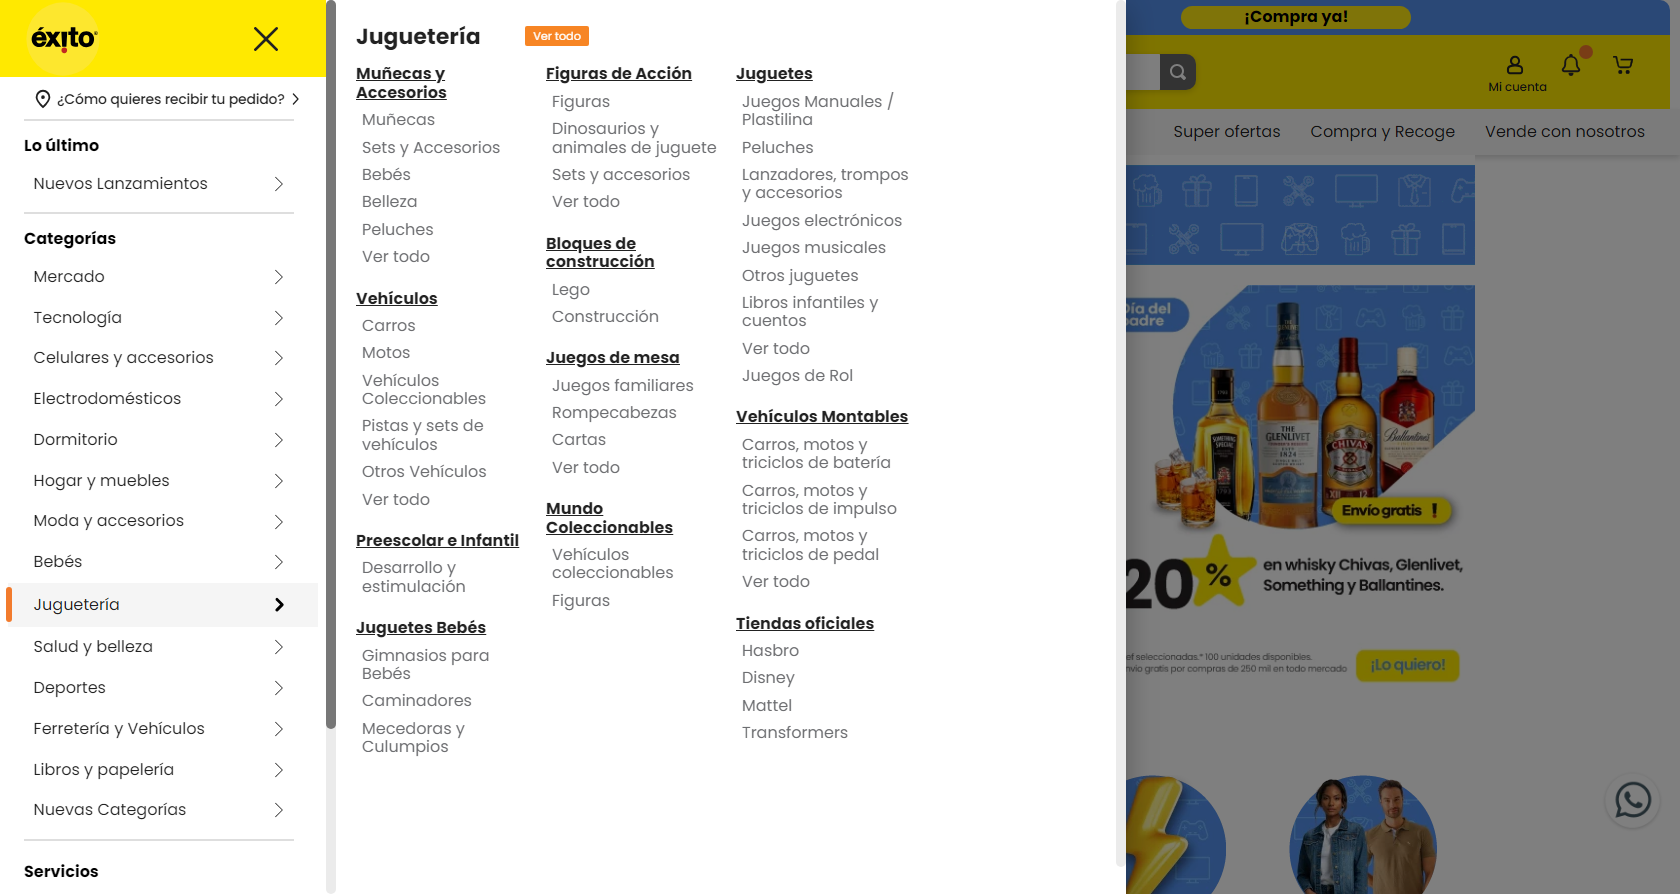 éxito
¿Cómo quieres recibir tu pedido?
Lo último
Nuevos Lanzamientos
Categorías
Mercado
Tecnología
Celulares y accesorios
Electrodomésticos
Dormitorio
Hogar y muebles
Moda y accesorios
Bebés
Juguetería
Salud y belleza
Deportes
Ferretería y Vehículos
Libros y papelería
Nuevas Categorías
Servicios
Juguetería
Ver todo
Muñecas y
Accesorios
Muñecas
Sets y Accesorios
Bebés
Belleza
Peluches
Ver todo
Vehículos
Carros
Motos
Vehículos
Coleccionables
Pistas y sets de
vehículos
Otros Vehículos
Ver todo
Preescolar e Infantil
Desarrollo y
estimulación
Juguetes Bebés
Gimnasios para
Bebés
Caminadores
Mecedoras y
Culumpios
Figuras de Acción
Figuras
Dinosaurios y
animales de juguete
Sets y accesorios
Ver todo
Bloques de
construcción
Lego
Construcción
Juegos de mesa
Juegos familiares
Rompecabezas
Cartas
Ver todo
Mundo
Coleccionables
Vehículos
coleccionables
Figuras
Juguetes
Juegos Manuales /
Plastilina
Peluches
Lanzadores, trompos
y accesorios
Juegos electrónicos
Juegos musicales
Otros juguetes
Libros infantiles y
cuentos
Ver todo
Juegos de Rol
Vehículos Montables
Carros, motos y
triciclos de batería
Carros, motos y
triciclos de impulso
Carros, motos y
triciclos de pedal
Ver todo
Tiendas oficiales
Hasbro
Disney
Mattel
Transformers
¡Compra ya!
Mi cuenta
Super ofertas
Compra y Recoge
Vende con nosotros
Día del
padre
SOMETHING
SPECIAL
THE
GLENLIVET
1824
CHIVAS
XII 12
Ballantine's
Envío gratis !
20%
en whisky Chivas, Glenlivet,
Something y Ballantines.
ef seleccionadas.* 100 unidades disponibles.
nvío gratis por compras de 250 mil en todo mercado
¡Lo quiero!